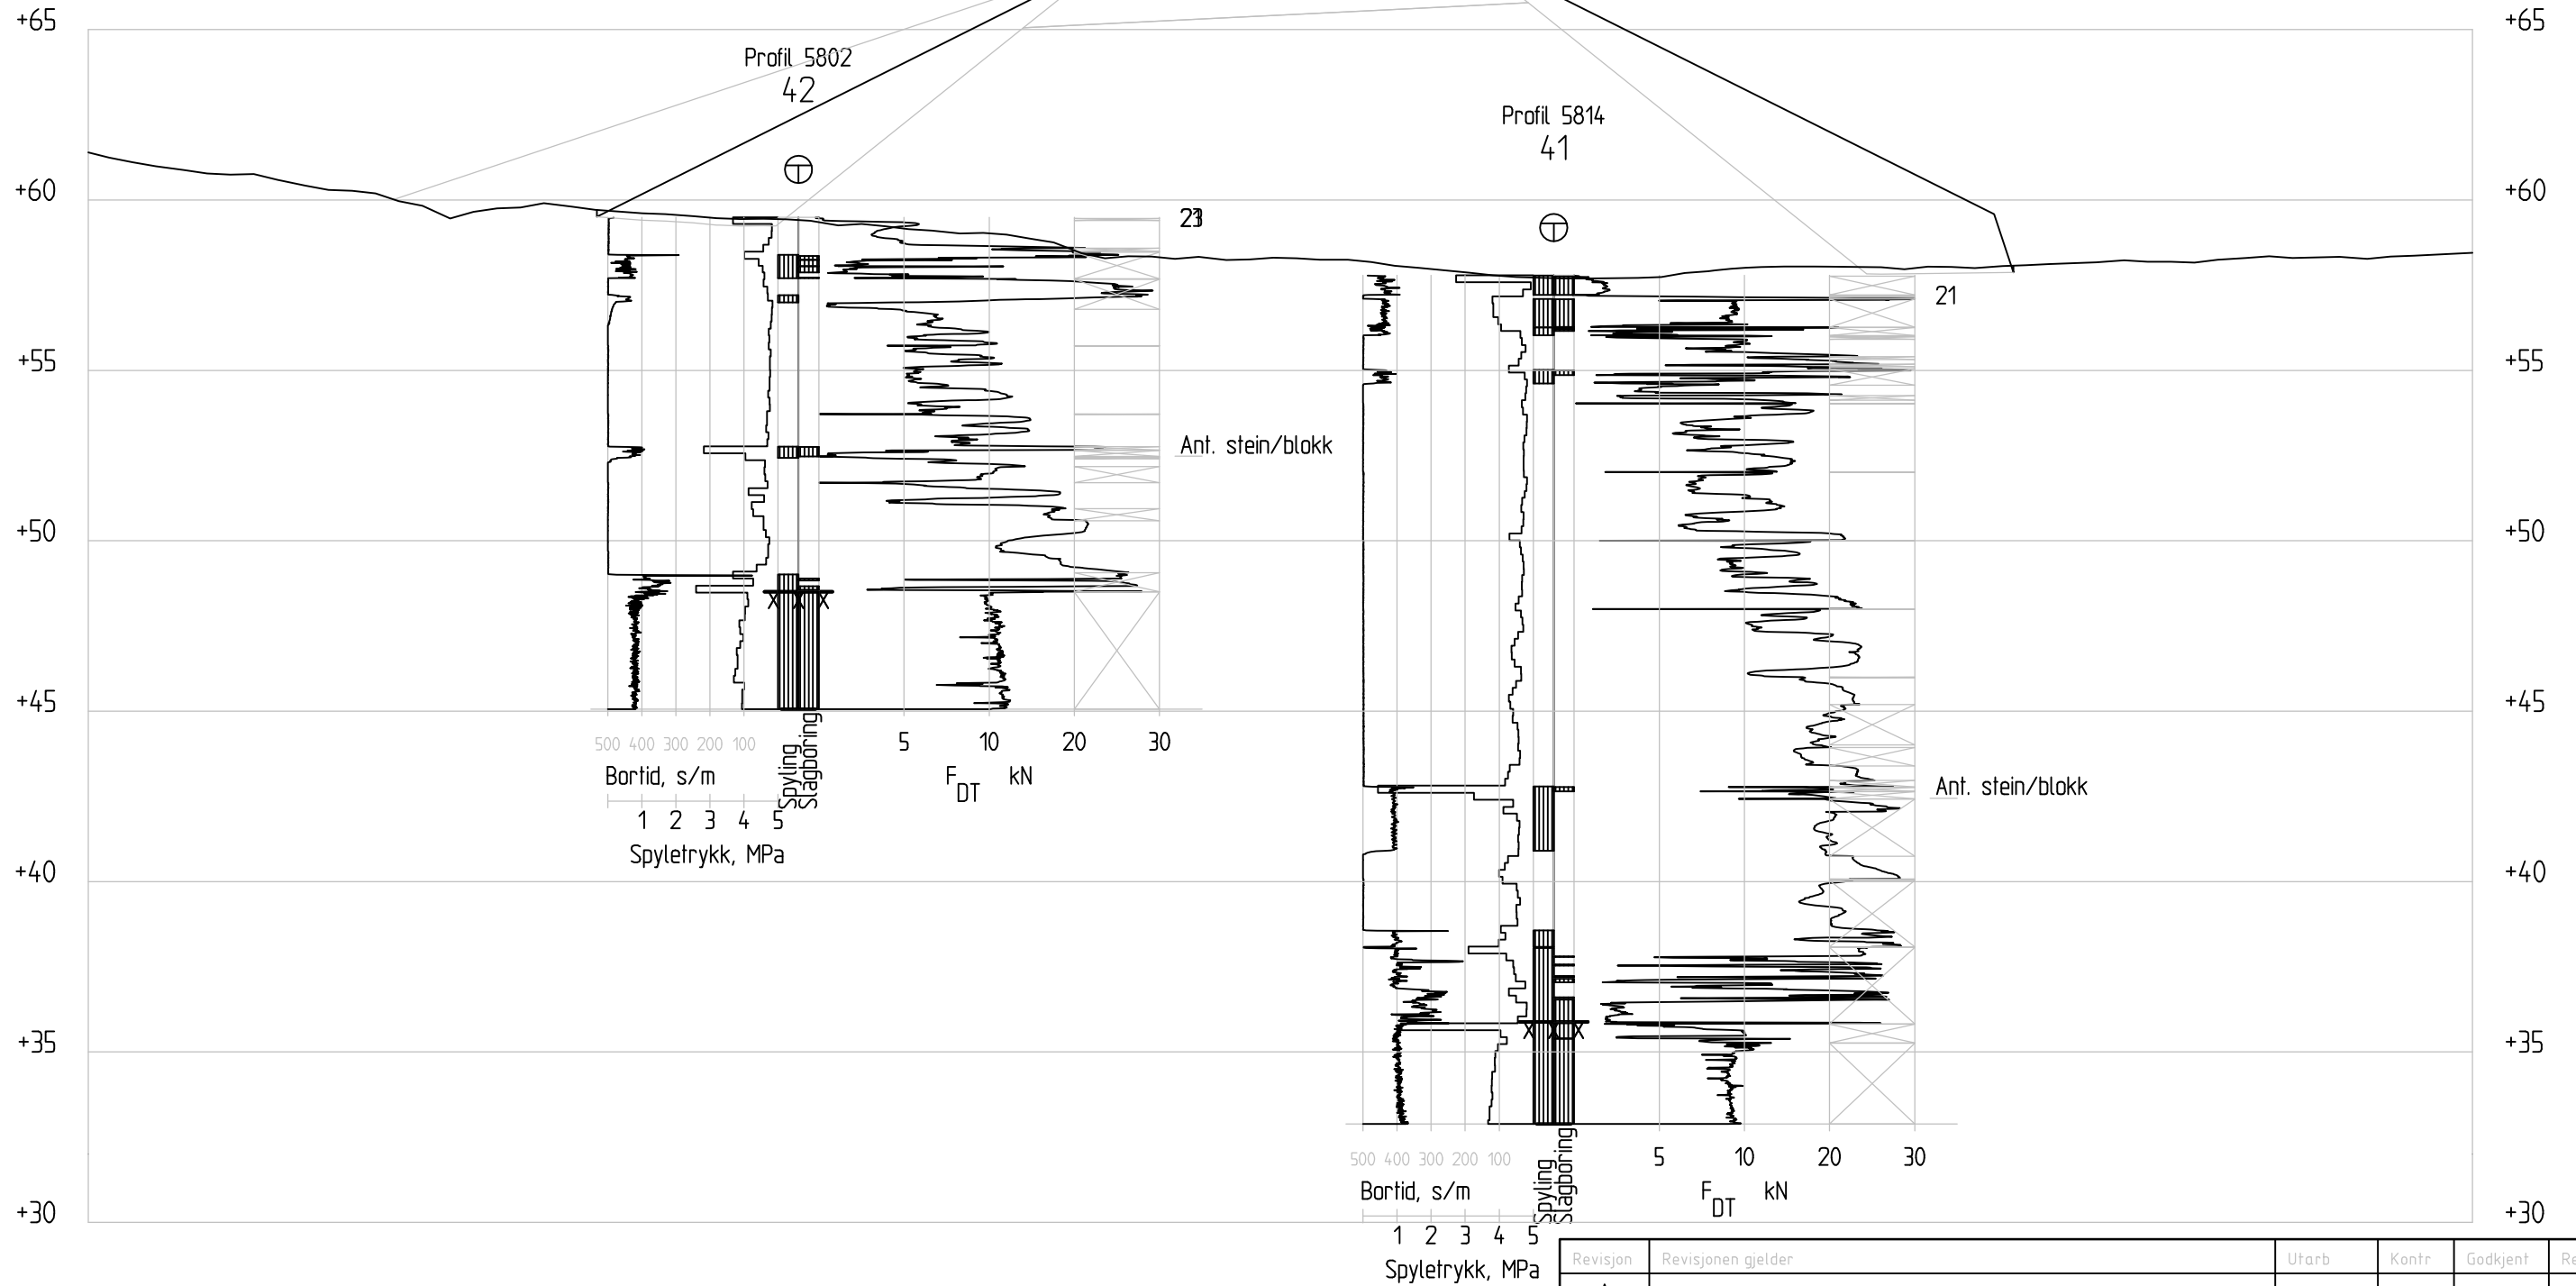 +65 +65
Profil 5802
42
Profil 5814
41
+60 +60
21
+55 +55
Ant. stein/blokk
+50 +50
+45 +45
500 400 300 200 100 Spyling Slagboring 5 10 20 30
Bortid, s/m FDT kN
1 2 3 4 5
Spyletrykk, MPa
Ant. stein/blokk
+40 +40
+35 +35
500 400 300 200 100 Spyling Slagboring 5 10 20 30
Bortid, s/m FDT kN
+30 +30
1 2 3 4 5
Spyletrykk, MPa
Revisjon Revisjonen gjelder Utarb Kontr Godkjent